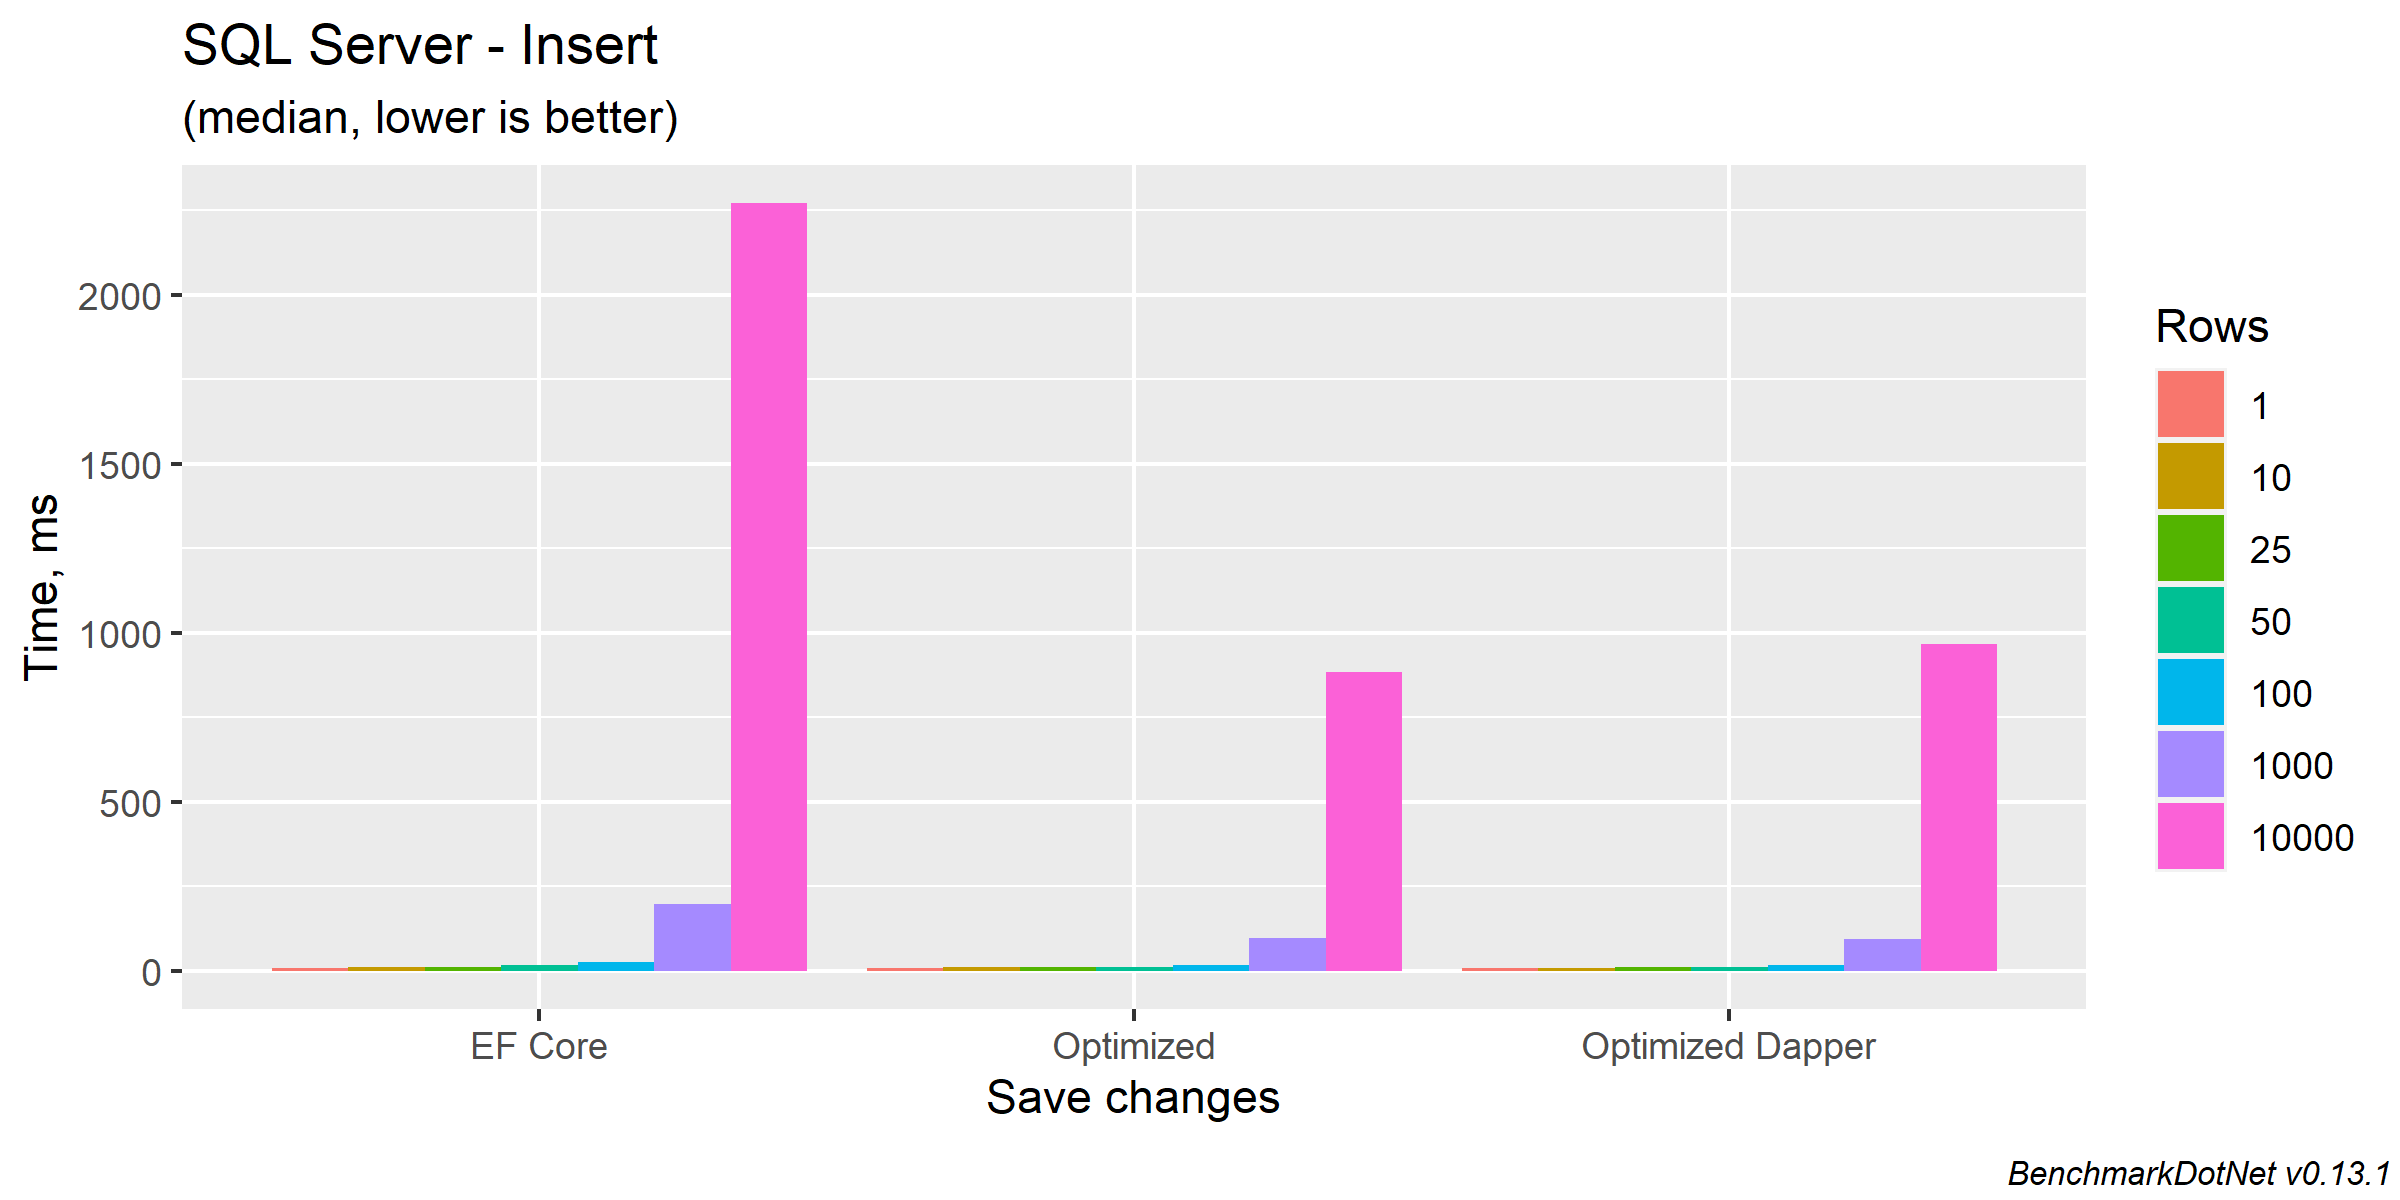 SQL Server - Insert
(median, lower is better)
Time, ms
2000
1500
1000
500
0
EF Core
Optimized
Optimized Dapper
Save changes
Rows
1
10
25
50
100
1000
10000
BenchmarkDotNet v0.13.1